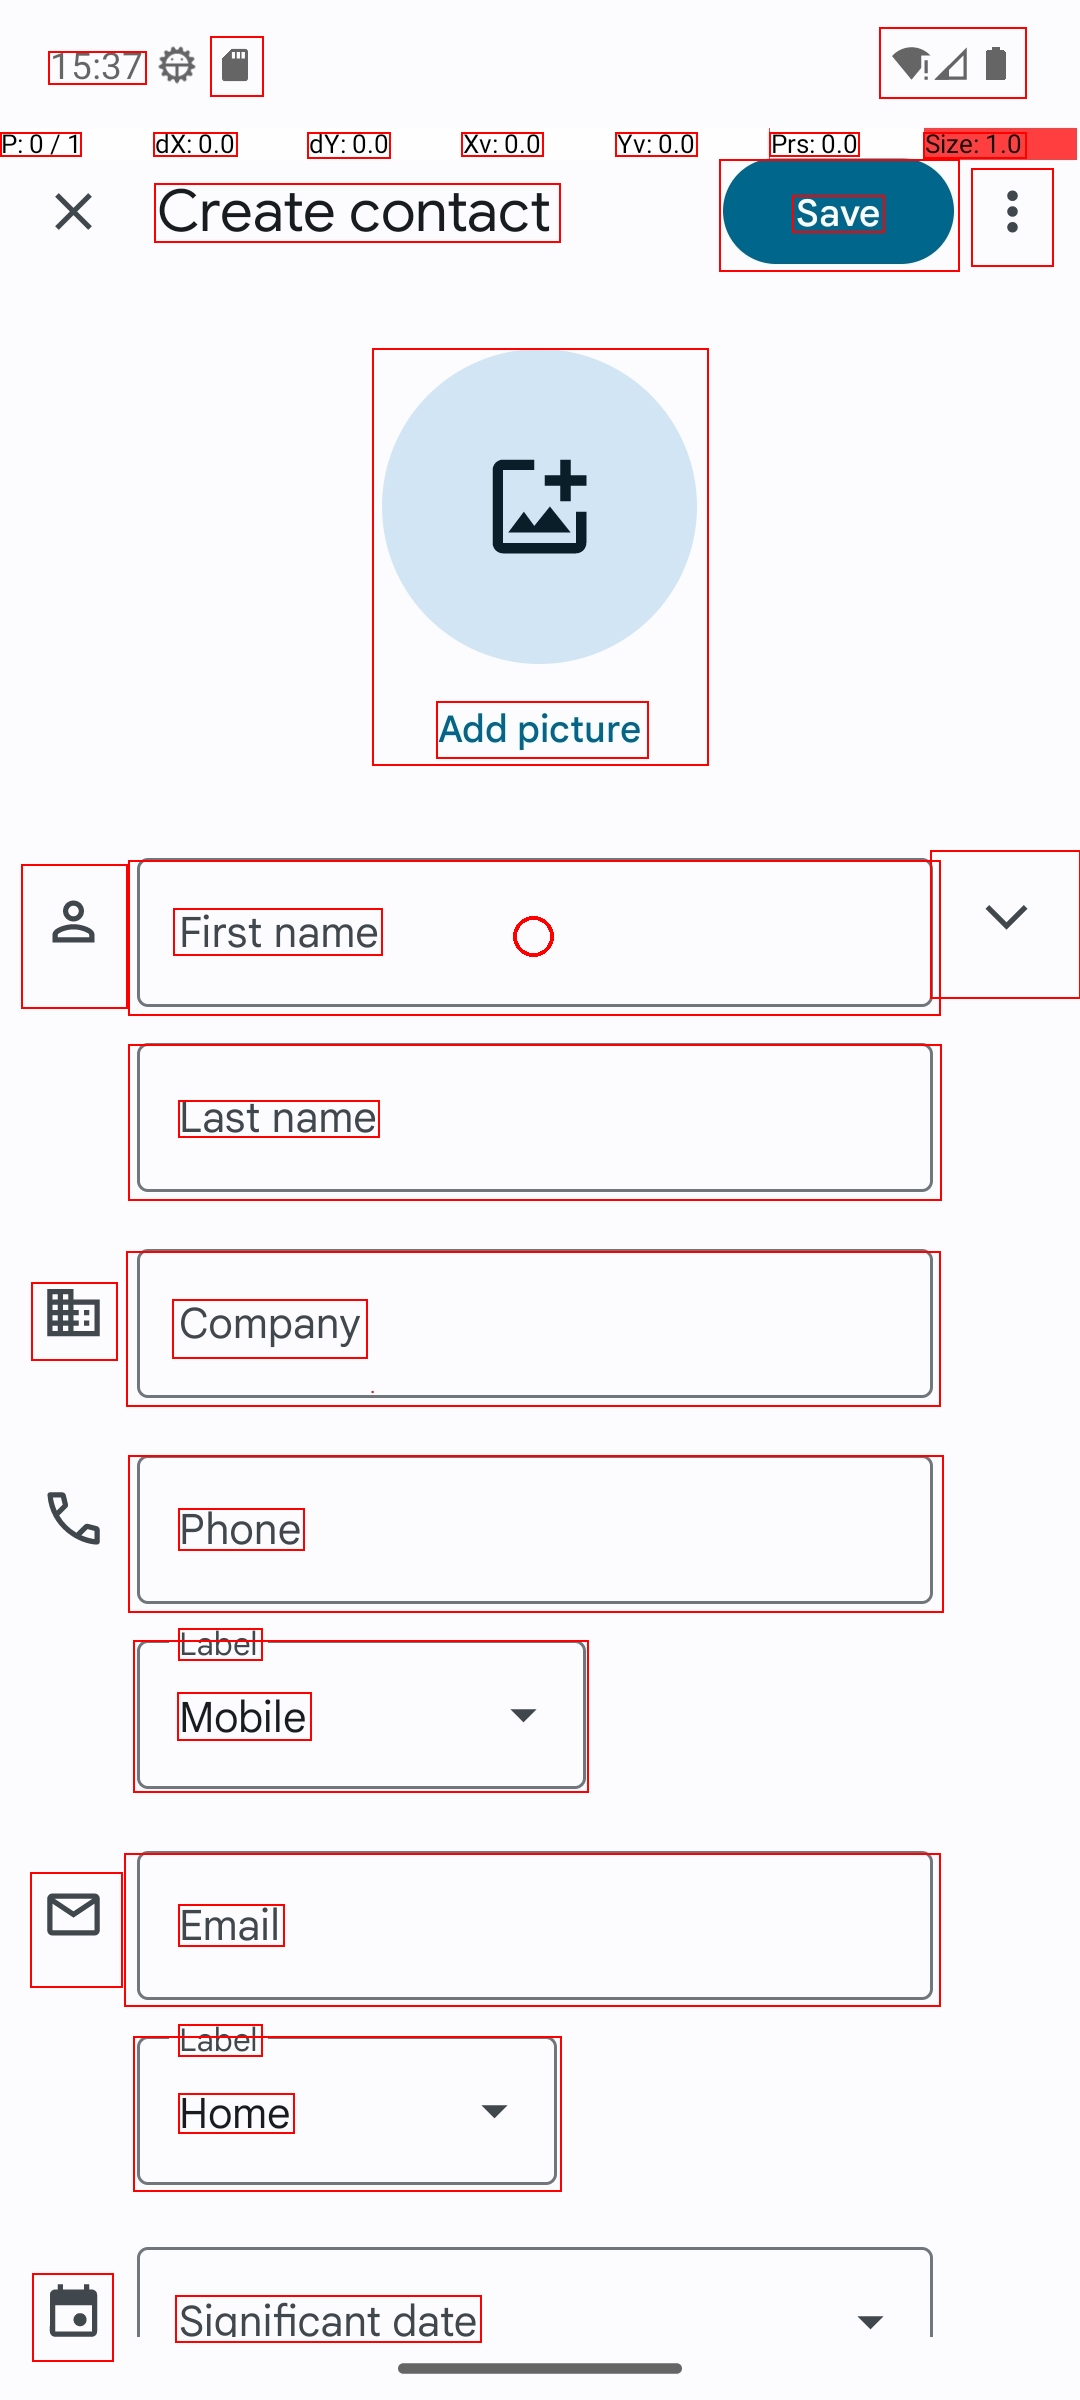 15:37
P: 0 / 1 dX: 0.0 dY: 0.0 Xv: 0.0 Yv: 0.0 Prs: 0.0 Size: 1.0
Create contact Save
Add picture
First name
Last name
Company
Phone
Label
Mobile
Email
Label
Home
Significant date